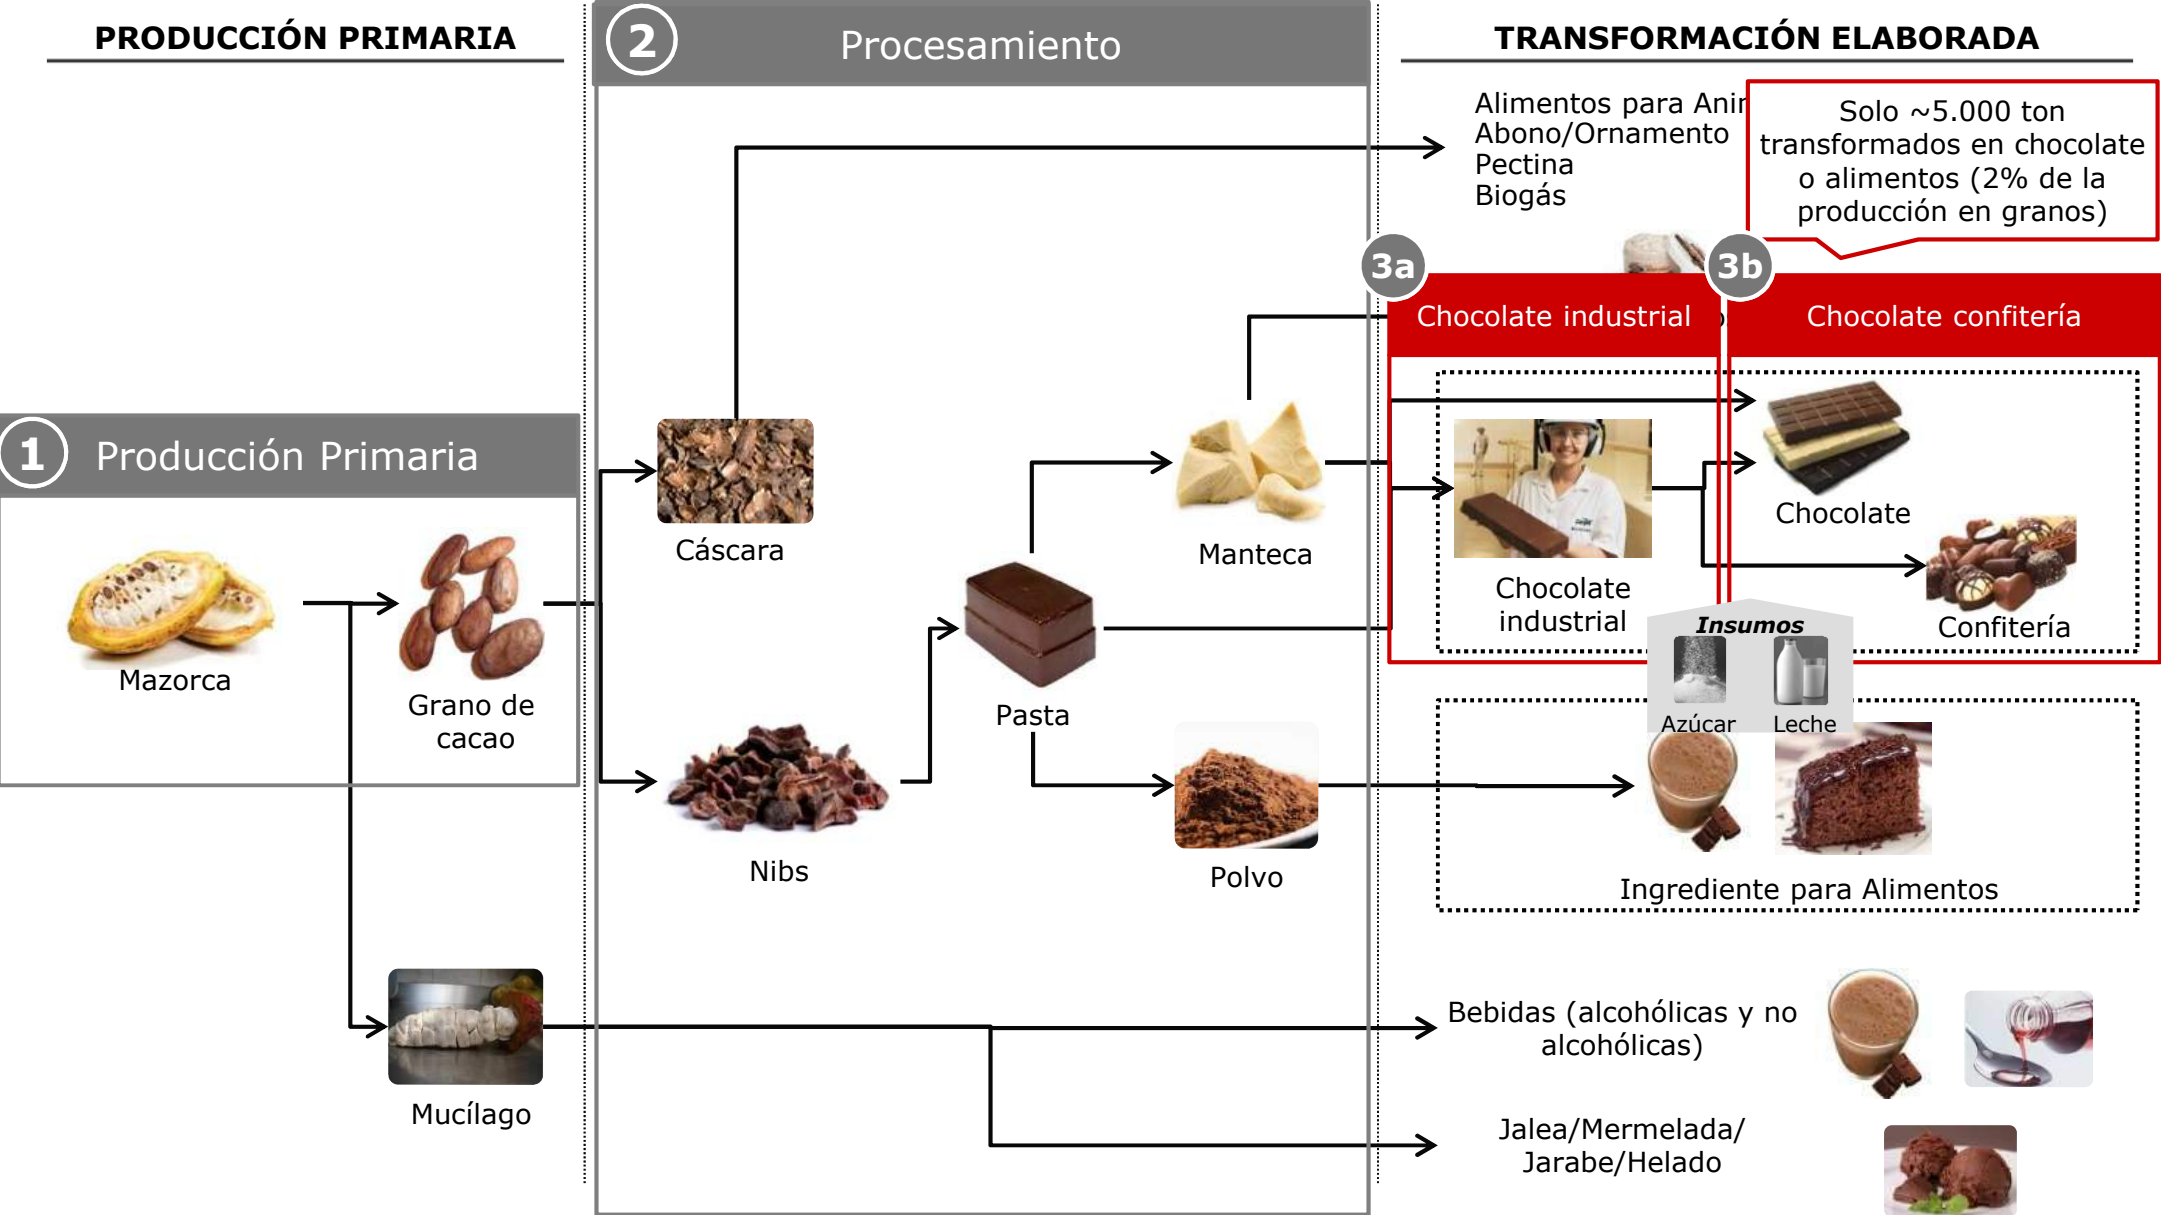 PRODUCCIÓN PRIMARIA
2
Procesamiento
TRANSFORMACIÓN ELABORADA
Alimentos para
Abono/Ornamento
Pectina
Biogás
Solo ~5.000 ton
transformados en chocolate
o alimentos (2% de la
producción en granos)
3a
3b
Chocolate industrial
Chocolate confitería
1
Producción Primaria
Cáscara
Manteca
Chocolate
Chocolate
industrial
Confitería
Insumos
Azúcar
Leche
Mazorca
Grano de
cacao
Pasta
Nibs
Polvo
Ingrediente para Alimentos
Mucílago
Bebidas (alcohólicas y no
alcohólicas)
Jalea/Mermelada/
Jarabe/Helado